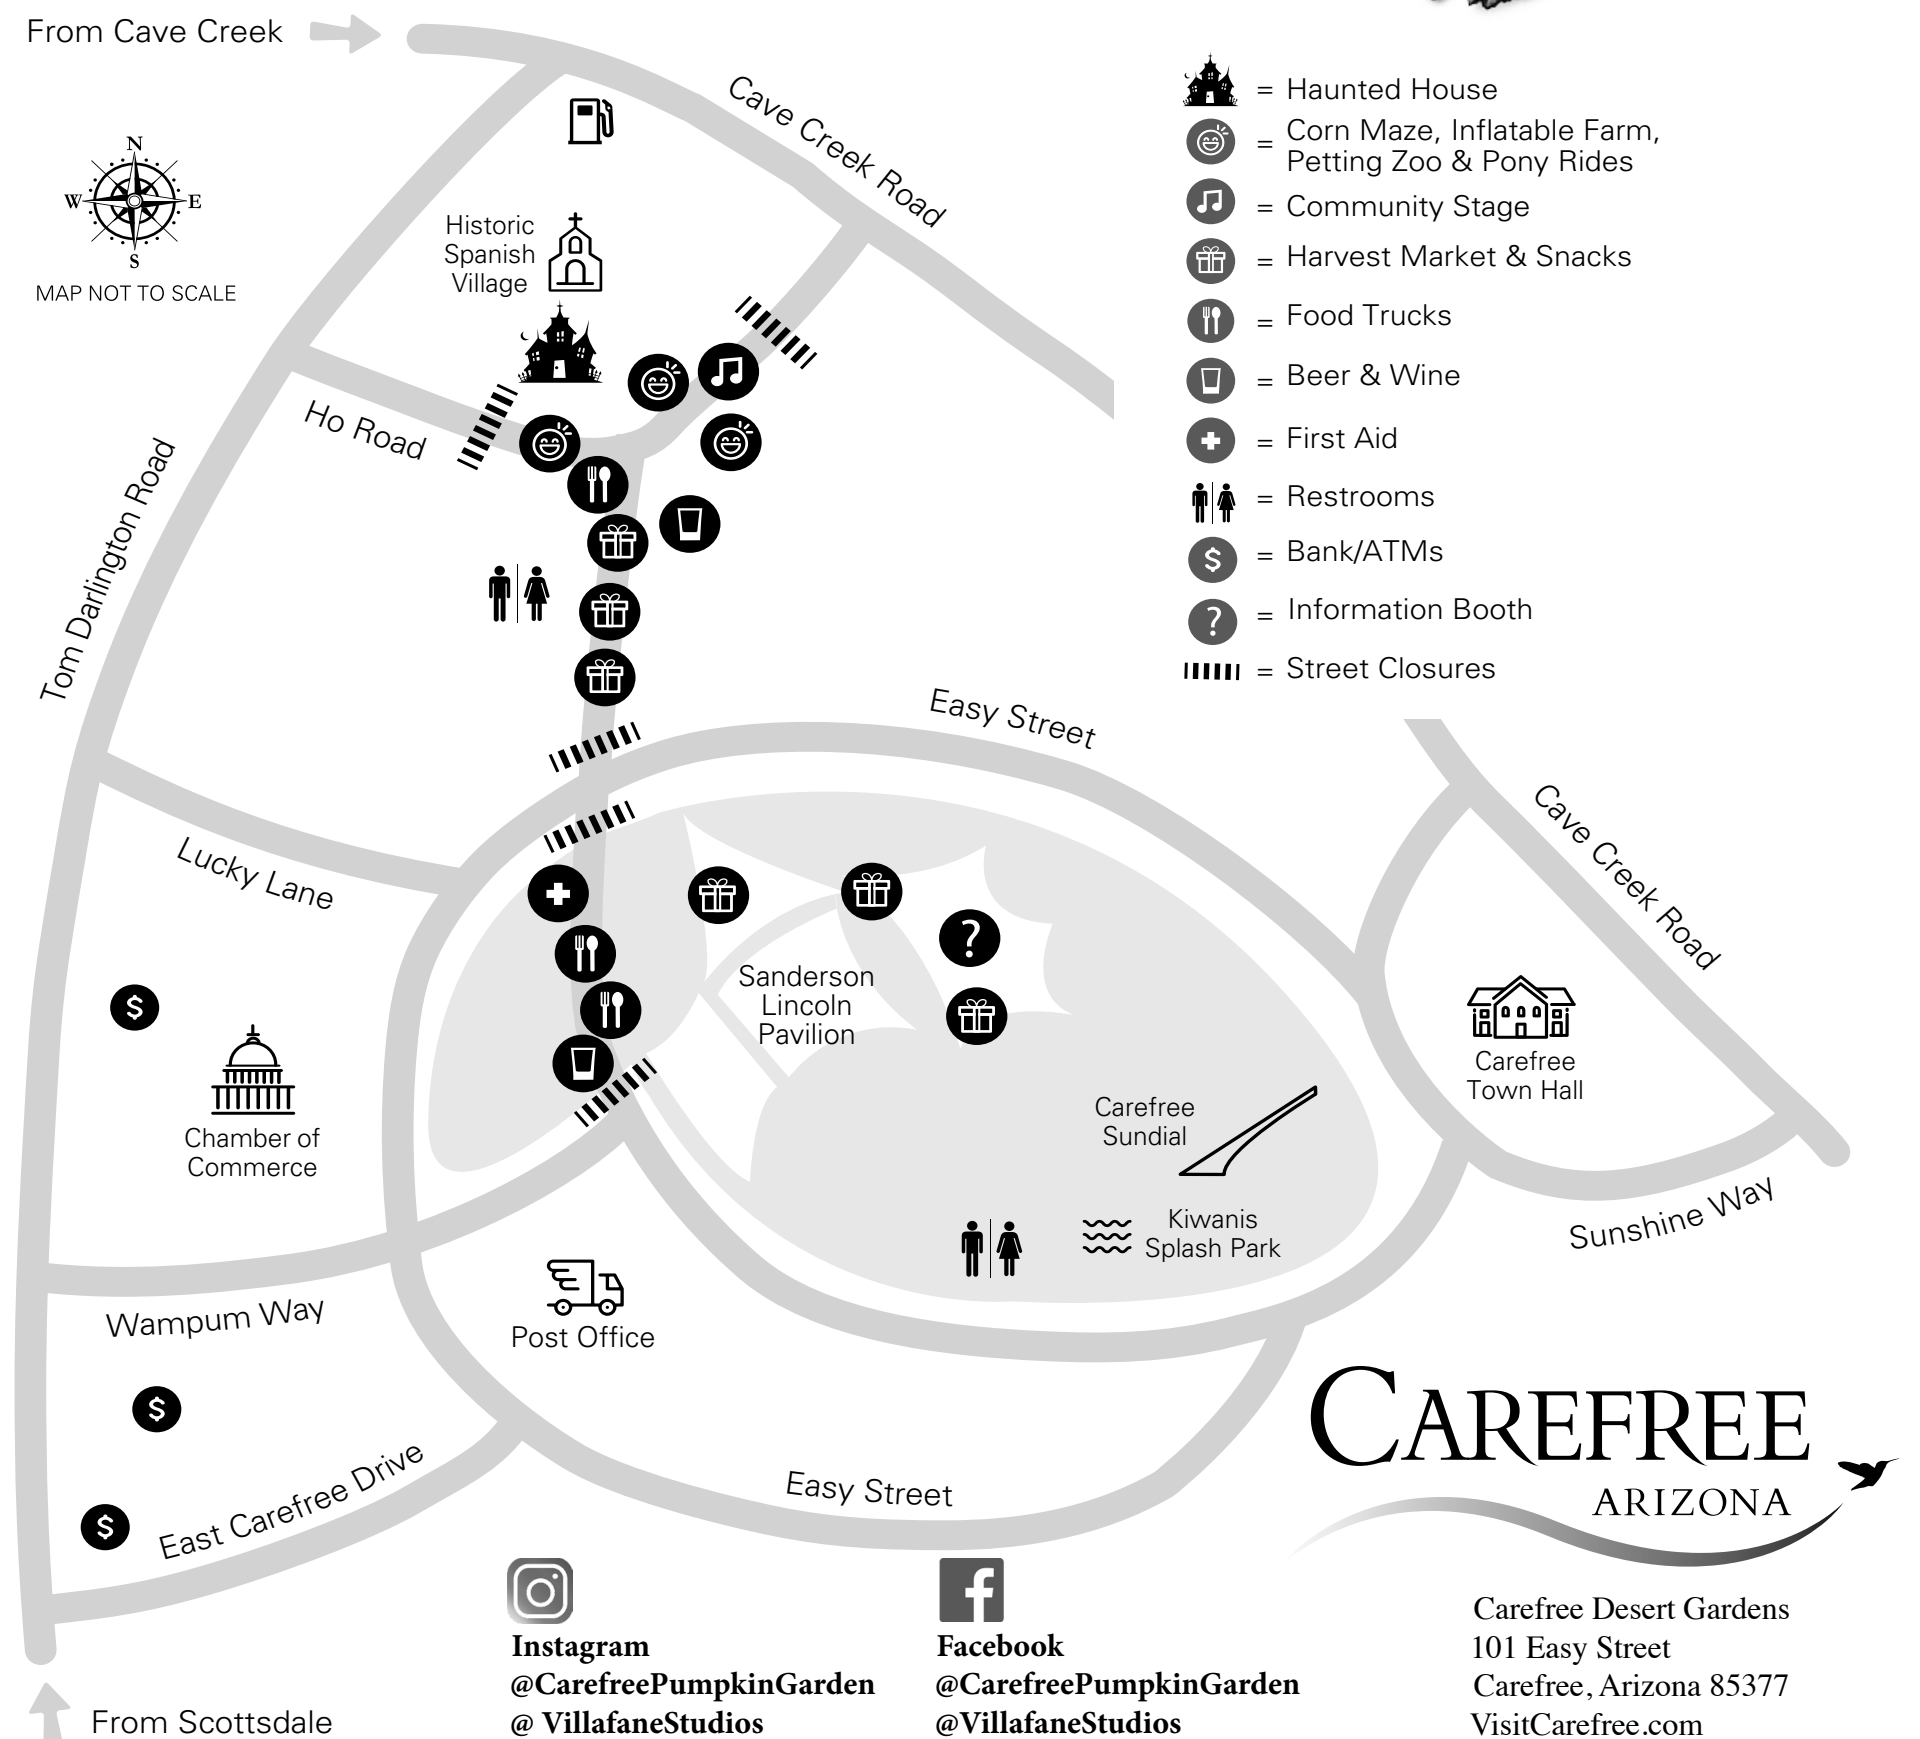 From Cave Creek
Cave Creek Road
N
W
E
S
MAP NOT TO SCALE
Historic
Spanish
Village
Ho Road
Tom Darlington Road
= Haunted House
= Corn Maze, Inflatable Farm,
Petting Zoo & Pony Rides
= Community Stage
= Harvest Market & Snacks
= Food Trucks
= Beer & Wine
= First Aid
= Restrooms
$ = Bank/ATMs
? = Information Booth
= Street Closures
Easy Street
Cave Creek Road
Lucky Lane
?
Sanderson
Lincoln
Pavilion
$
Chamber of
Commerce
Carefree
Town Hall
Carefree
Sundial
Kiwanis
Splash Park
Sunshine Way
Wampum Way
Post Office
$
$
East Carefree Drive
Easy Street
CAREFREE
ARIZONA
Instagram
@CarefreePumpkinGarden
@ VillafaneStudios
Facebook
@CarefreePumpkinGarden
@VillafaneStudios
Carefree Desert Gardens
101 Easy Street
Carefree, Arizona 85377
VisitCarefree.com
From Scottsdale